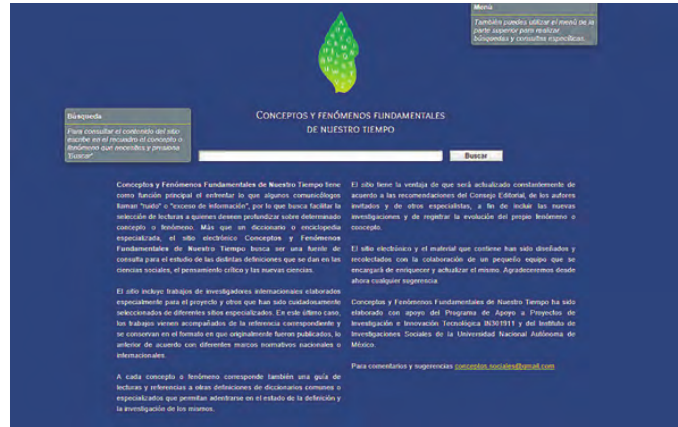 Menú
También puedes utilizar el menú de la
parte superior para realizar
búsquedas y consultas específicas.
CONCEPTOS Y FENÓMENOS FUNDAMENTALES
DE NUESTRO TIEMPO
Búsqueda
Para consultar el contenido del sitio
escribe en el recuadro el concepto o
fenómeno que necesites y presiona
"Buscar"
Buscar
Conceptos y Fenómenos Fundamentales de Nuestro Tiempo tiene
como función principal el enfrentar lo que algunos comunicólogos
llaman "ruido" o "exceso de información", por lo que busca facilitar la
selección de lecturas a quienes deseen profundizar sobre determinado
concepto o fenómeno. Más que un diccionario o enciclopedia
especializada, el sitio electrónico Conceptos y Fenómenos
Fundamentales de Nuestro Tiempo busca ser una fuente de
consulta para el estudio de las distintas definiciones que se dan en las
ciencias sociales, el pensamiento crítico y las nuevas ciencias.
El sitio incluye trabajos de investigadores internacionales elaborados
especialmente para el proyecto y otros que han sido cuidadosamente
seleccionados de diferentes sitios especializados. En este último caso,
los trabajos vienen acompañados de la referencia correspondiente y
se conservan en el formato en que originalmente fueron publicados, lo
anterior de acuerdo con diferentes marcos normativos nacionales o
internacionales.
A cada concepto o fenómeno corresponde también una guía de
lecturas y referencias a otras definiciones de diccionarios comunes o
especializados que permitan adentrarse en el estado de la definición y
la investigación de los mismos.
El sitio tiene la ventaja de que será actualizado constantemente de
acuerdo a las recomendaciones del Consejo Editorial, de los autores
invitados y de otros especialistas, a fin de incluir las nuevas
investigaciones y de registrar la evolución del propio fenómeno o
concepto.
El sitio electrónico y el material que contiene han sido diseñados y
recolectados con la colaboración de un pequeño equipo que se
encargará de enriquecer y actualizar el mismo. Agradeceremos desde
ahora cualquier sugerencia.
Conceptos y Fenómenos Fundamentales de Nuestro Tiempo ha sido
elaborado con apoyo del Programa de Apoyo a Proyectos de
Investigación e Innovación Tecnológica IN301911 y del Instituto de
Investigaciones Sociales de la Universidad Nacional Autónoma de
México.
Para comentarios y sugerencias conceptos.sociales@gmail.com